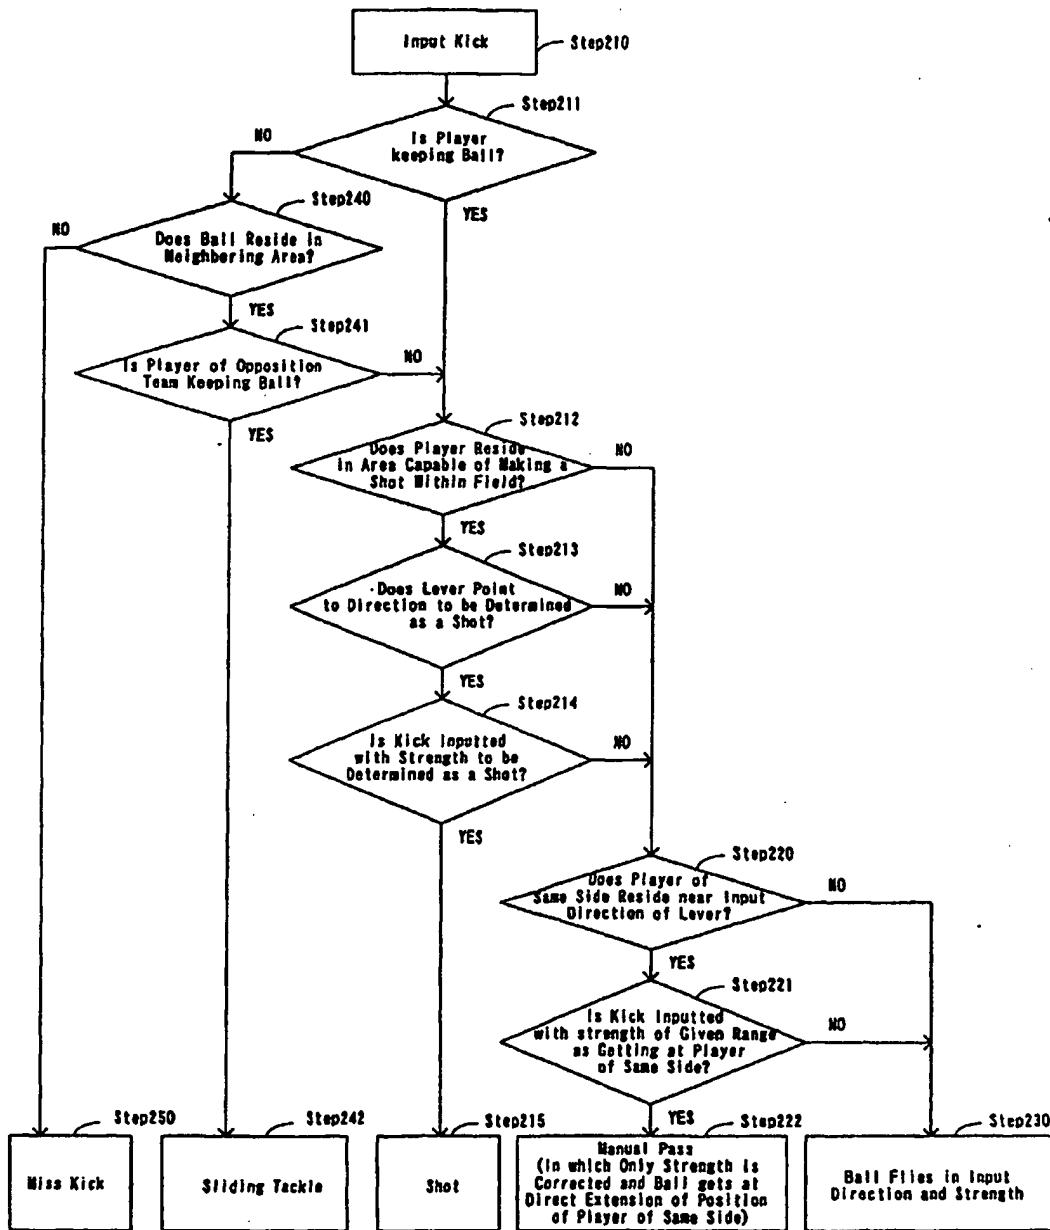 Input Kick
Step210
Step211
NO
Is Player
keeping Ball?
Step240
YES
NO
Does Ball Reside in
Neighboring Area?
YES
Step241
Is Player of Opposition
Team Keeping Ball?
NO
YES
Step212
Does Player Reside
in Area Capable of Making a
Shot Within Field?
NO
YES
Step213
Does Lever Point
to Direction to be Determined
as a Shot?
NO
YES
Step214
Is Kick Inputted
with Strength to be
Determined as a Shot?
NO
YES
Step220
Does Player of
Same Side Reside near Input
Direction of Lever?
NO
YES
Step221
Is Kick Inputted
with strength of Given Range
as Getting at Player
of Same Side?
NO
YES
Step250
Miss Kick
Step242
Sliding Tackle
Step215
Shot
Step222
Manual Pass
(in which Only Strength is
Corrected and Ball gets at
Direct Extension of Position
of Player of Same Side)
Step230
Ball Flies in Input
Direction and Strength